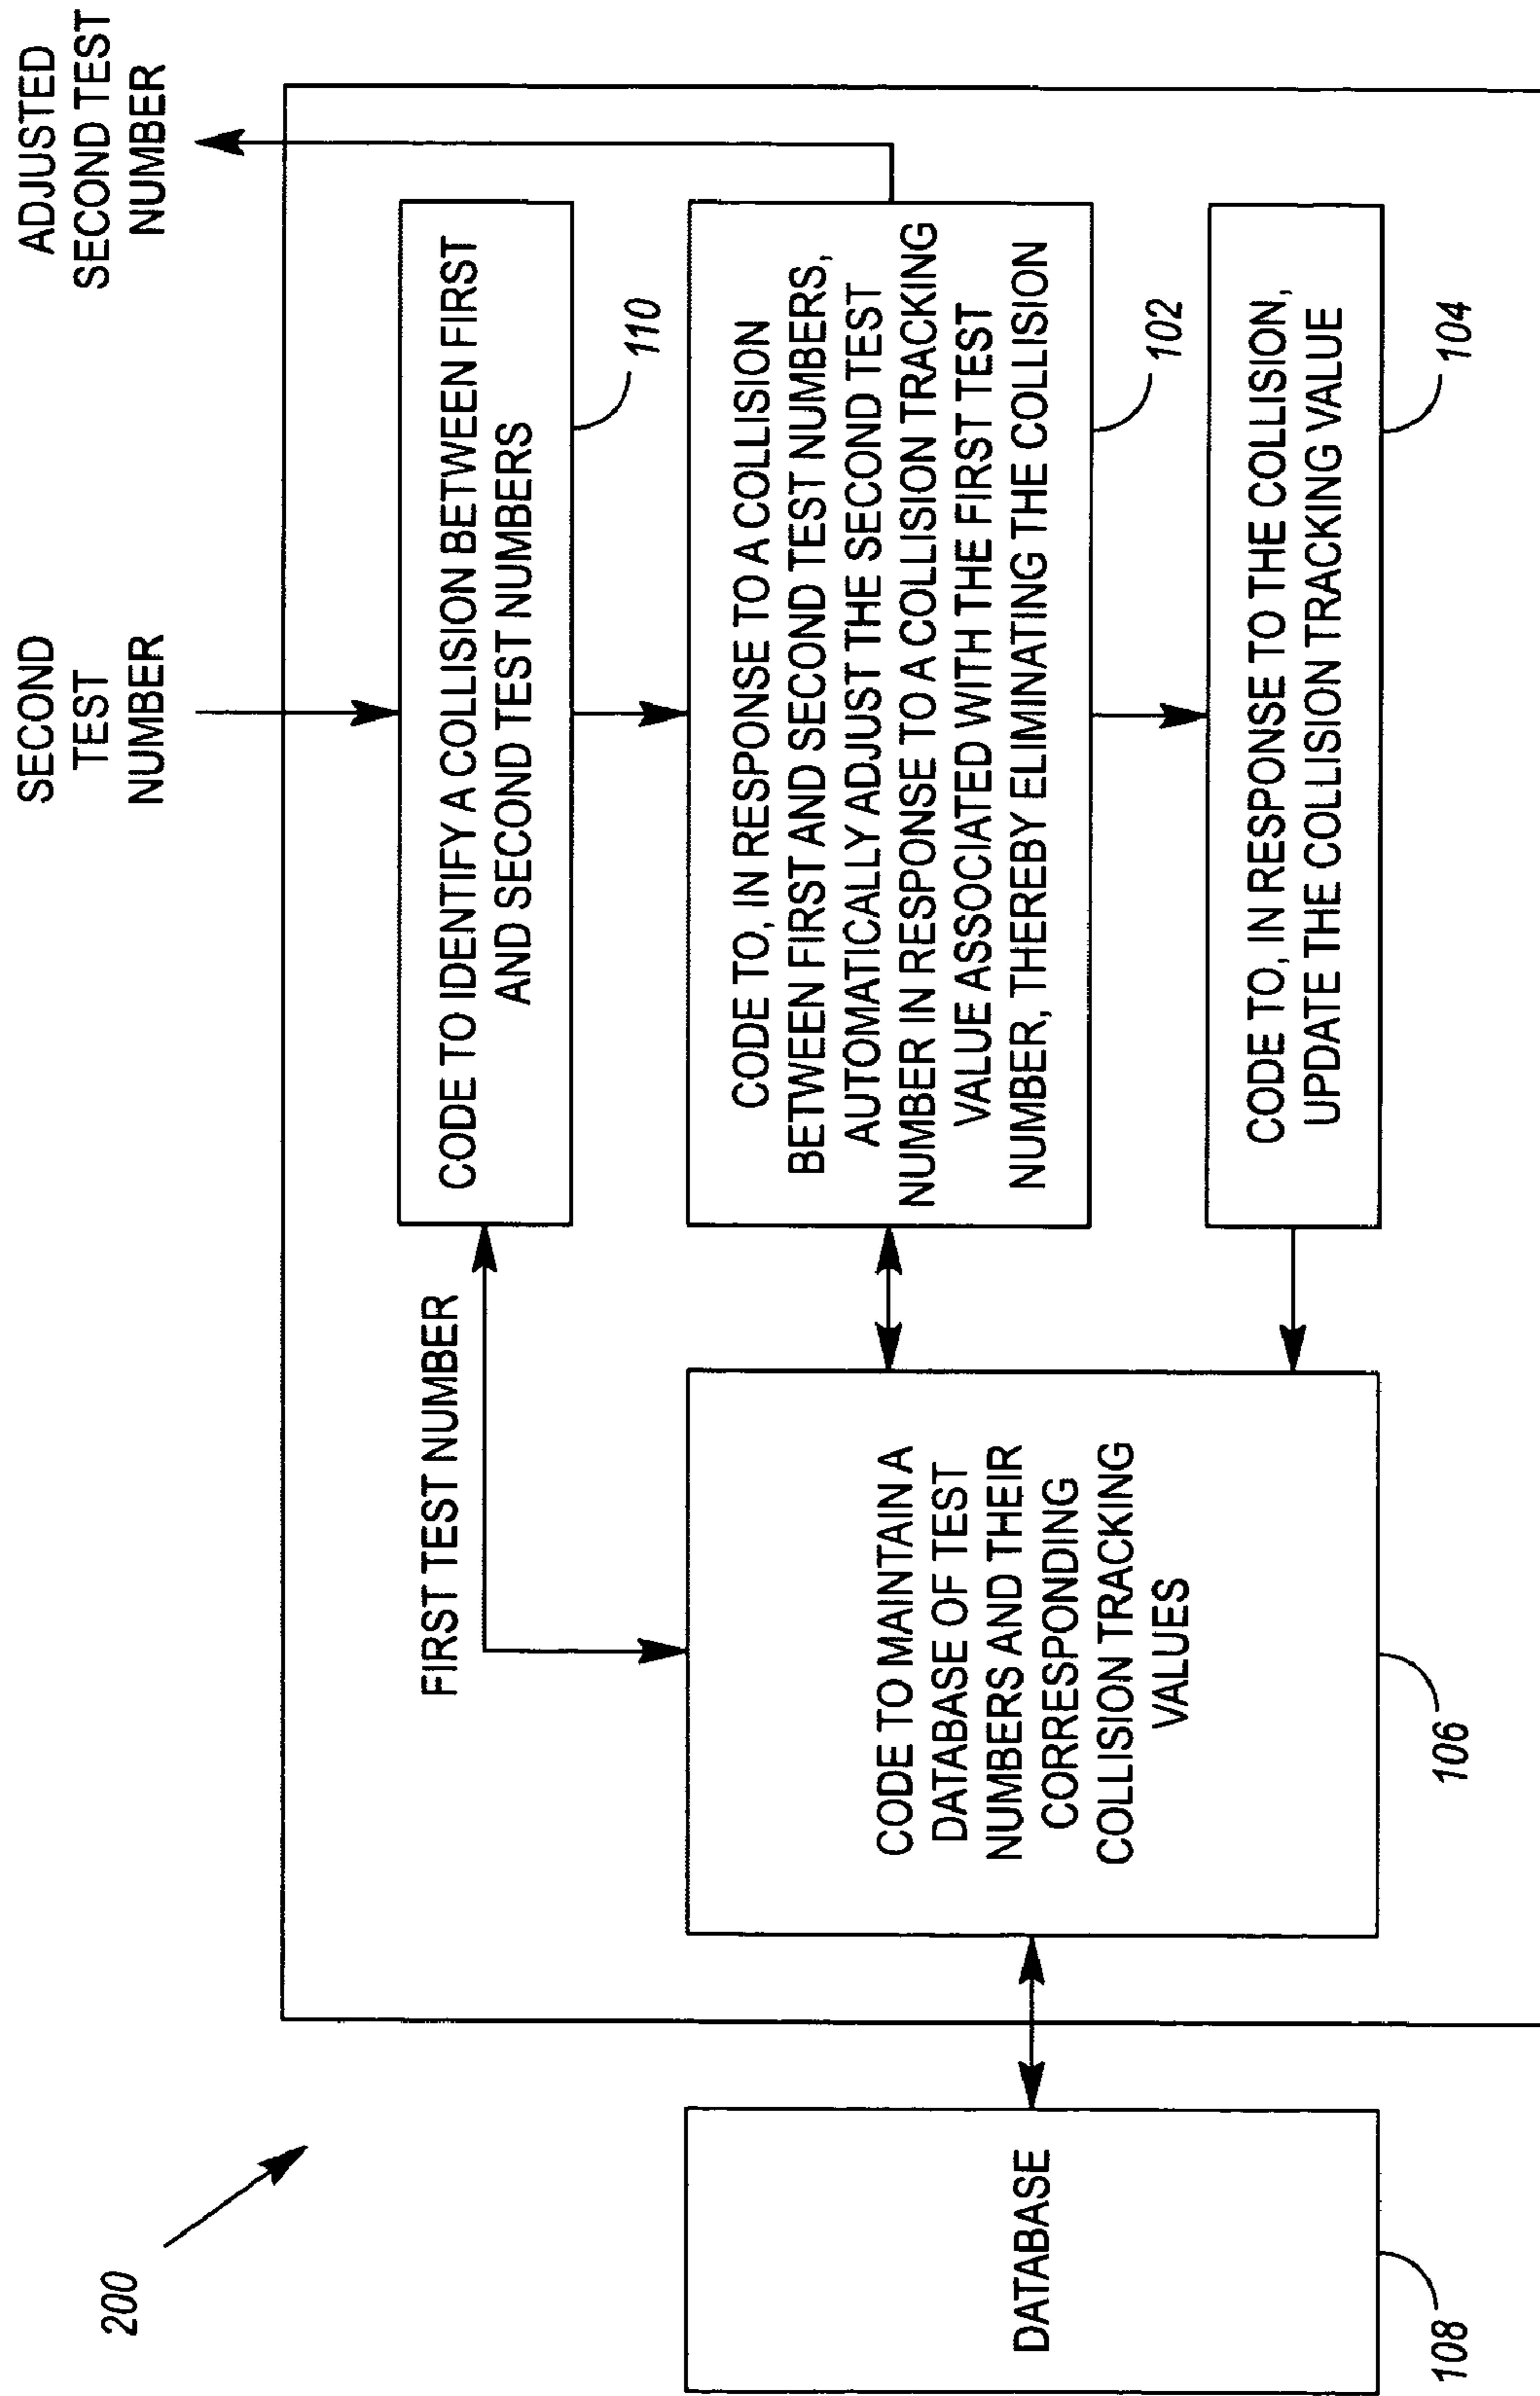 200
SECOND
TEST
NUMBER
ADJUSTED
SECOND TEST
NUMBER
FIRST TEST NUMBER
CODE TO IDENTIFY A COLLISION BETWEEN FIRST
AND SECOND TEST NUMBERS
110
CODE TO, IN RESPONSE TO A COLLISION
BETWEEN FIRST AND SECOND TEST NUMBERS,
AUTOMATICALLY ADJUST THE SECOND TEST
NUMBER IN RESPONSE TO A COLLISION TRACKING
VALUE ASSOCIATED WITH THE FIRST TEST
NUMBER, THEREBY ELIMINATING THE COLLISION
102
CODE TO, IN RESPONSE TO THE COLLISION,
UPDATE THE COLLISION TRACKING VALUE
104
CODE TO MAINTAIN A
DATABASE OF TEST
NUMBERS AND THEIR
CORRESPONDING
COLLISION TRACKING
VALUES
106
DATABASE
108